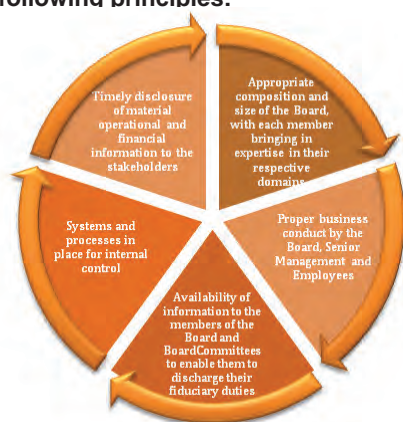 following principles:
Appropriate
composition and
size of the Board,
with each member
bringing in
expertise in their
respective
domains
Proper business
conduct by the
Board, Senior
Management and
Employees
Availability of
information to the
members of the
Board and
BoardCommittees
to enable them to
discharge their
fiduciary duties
Systems and
processes in
place for internal
control
Timely disclosure
of material
operational and
financial
information to the
stakeholders